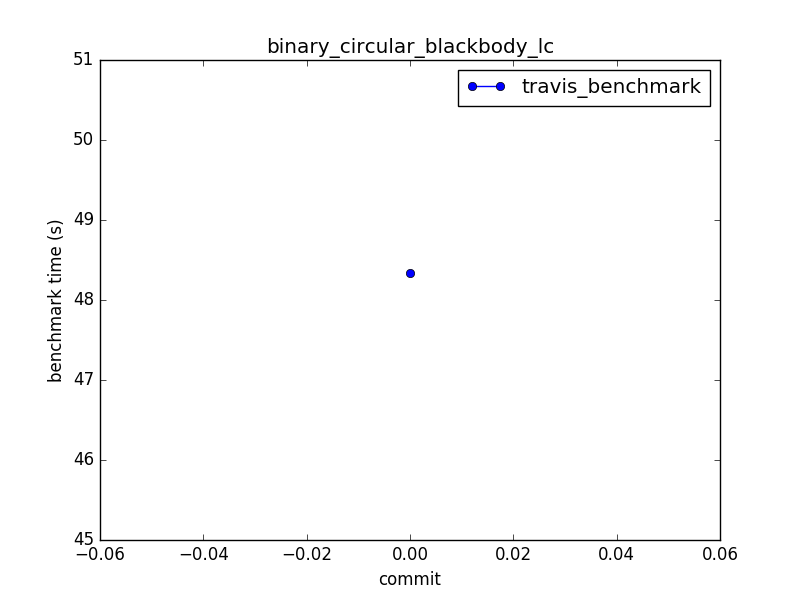 binary_circular_blackbody_lc
travis_benchmark
51
50
49
48
47
46
45
benchmark time (s)
−0.06 −0.04 −0.02 0.00 0.02 0.04 0.06
commit